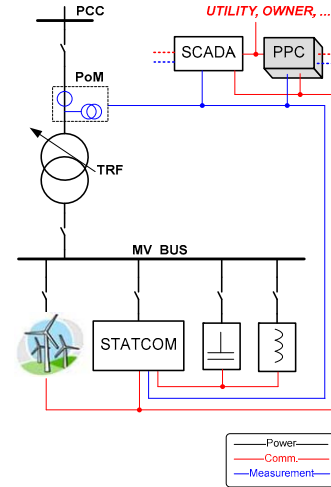 PCC
UTILITY, OWNER, ...
SCADA
PPC
PoM
TRF
MV BUS
STATCOM
Power
Comm.
Measurement